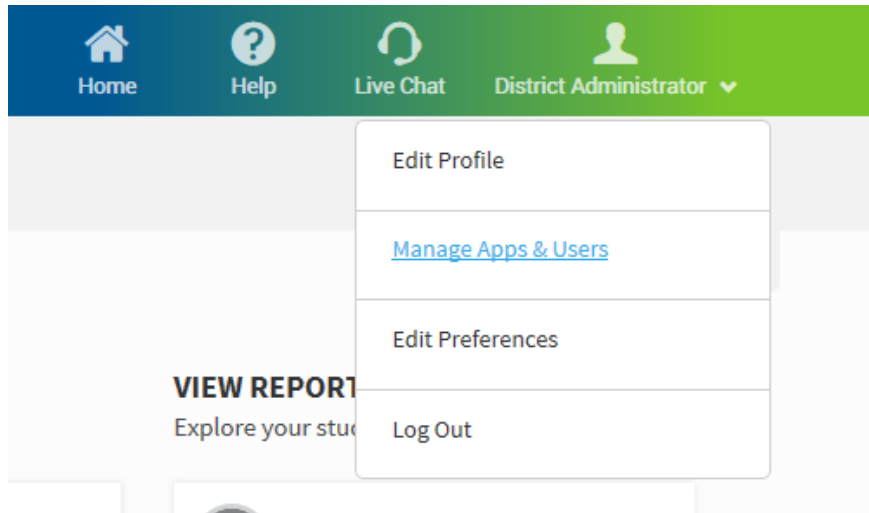 Home
Help
Live Chat
District Administrator
Edit Profile
Manage Apps & Users
Edit Preferences
VIEW REPORT
Explore your stu
Log Out